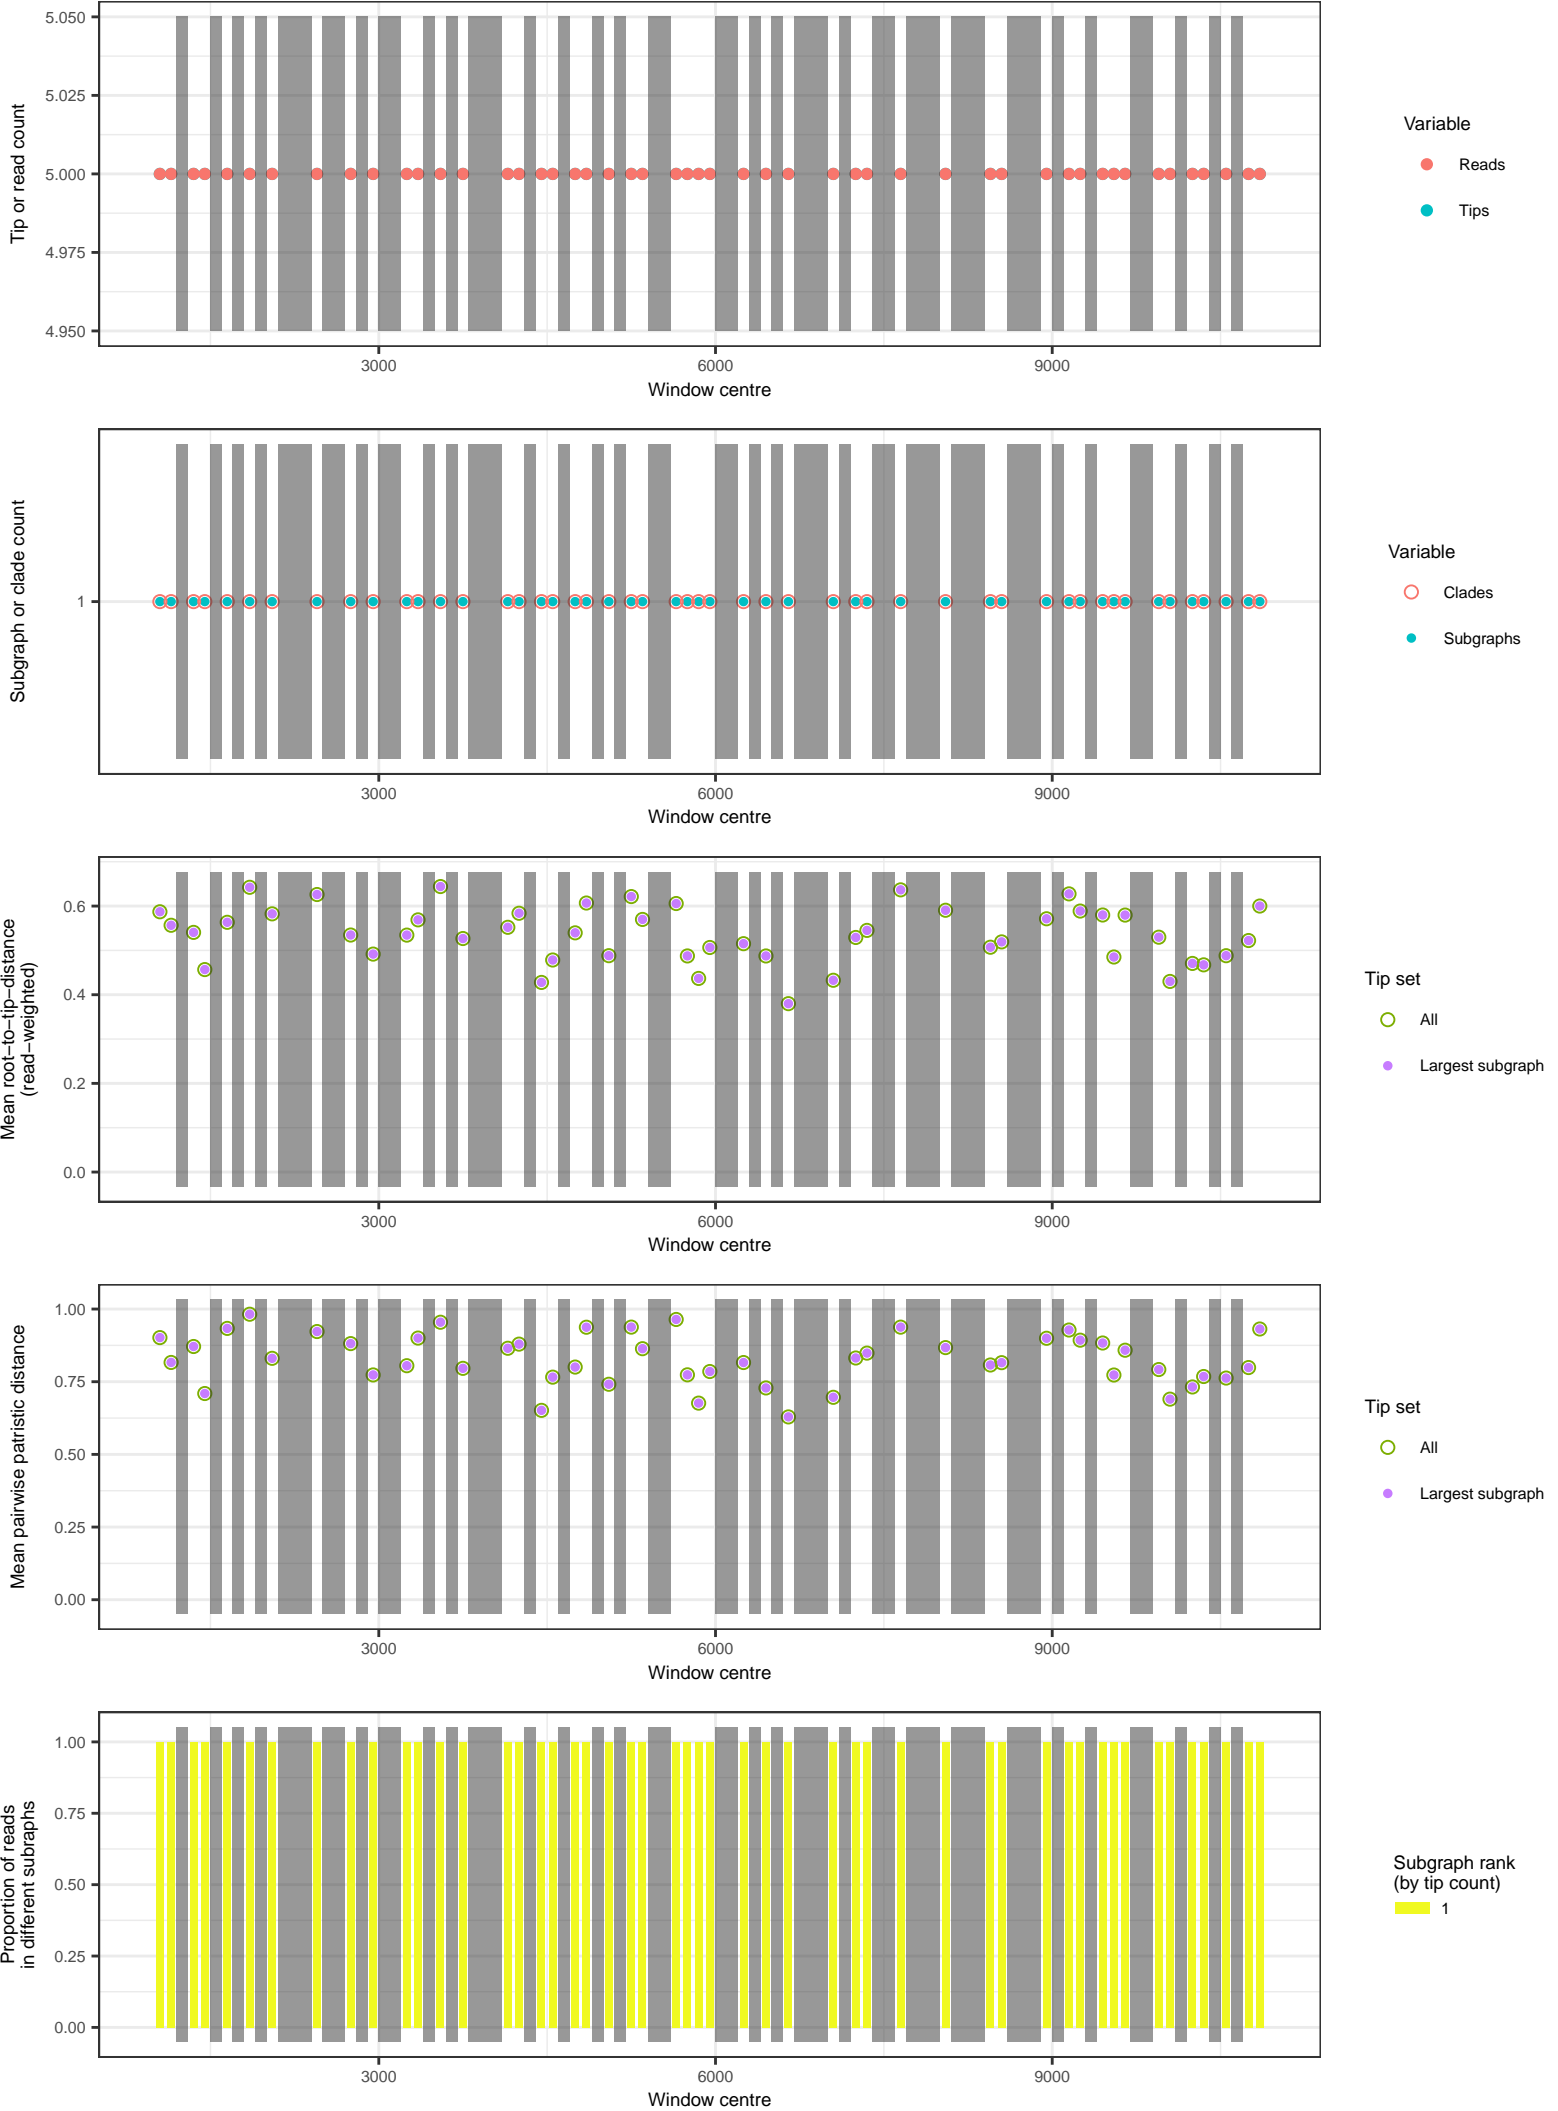 5.050
5.025
5.000
4.975
4.950
Tip or read count
3000
6000
9000
Window centre
Variable
Reads
Tips
1
Subgraph or clade count
3000
6000
9000
Window centre
Variable
Clades
Subgraphs
0.6
0.4
0.2
0.0
Mean root−to−tip−distance
(read−weighted)
3000
6000
9000
Window centre
Tip set
All
Largest subgraph
1.00
0.75
0.50
0.25
0.00
Mean pairwise patristic distance
3000
6000
9000
Window centre
Tip set
All
Largest subgraph
1.00
0.75
0.50
0.25
0.00
Proportion of reads
in different subraphs
3000
6000
9000
Window centre
Subgraph rank
(by tip count)
1